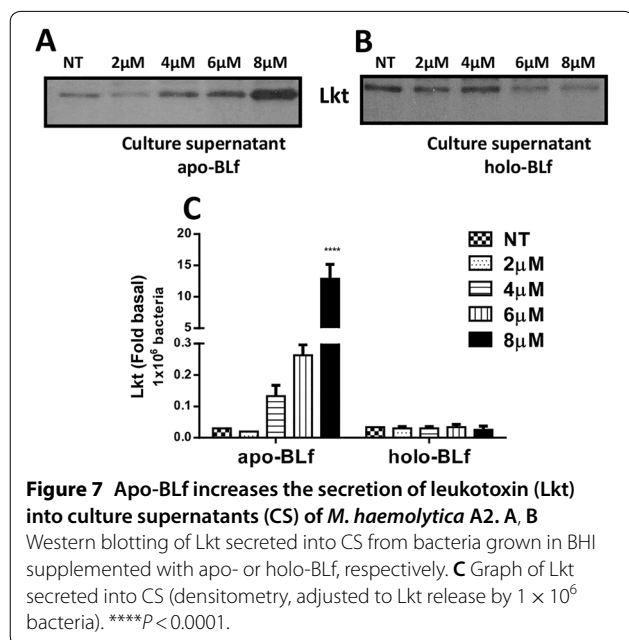 A
B
NT 2μM 4μM 6μM 8μM
NT 2μM 4μM 6μM 8μM
Lkt
Culture supernatant
apo-BLf
Culture supernatant
holo-BLf
C
Lkt (Fold basal)
1x10⁶ bacteria
20
15
10
5
0.3
0.2
0.1
0.0
****
apo-BLf
holo-BLf
NT
2μM
4μM
6μM
8μM
Figure 7 Apo-BLf increases the secretion of leukotoxin (Lkt)
into culture supernatants (CS) of M. haemolytica A2. A, B
Western blotting of Lkt secreted into CS from bacteria grown in BHI
supplemented with apo- or holo-BLf, respectively. C Graph of Lkt
secreted into CS (densitometry, adjusted to Lkt release by 1 × 10⁶
bacteria). ****P < 0.0001.